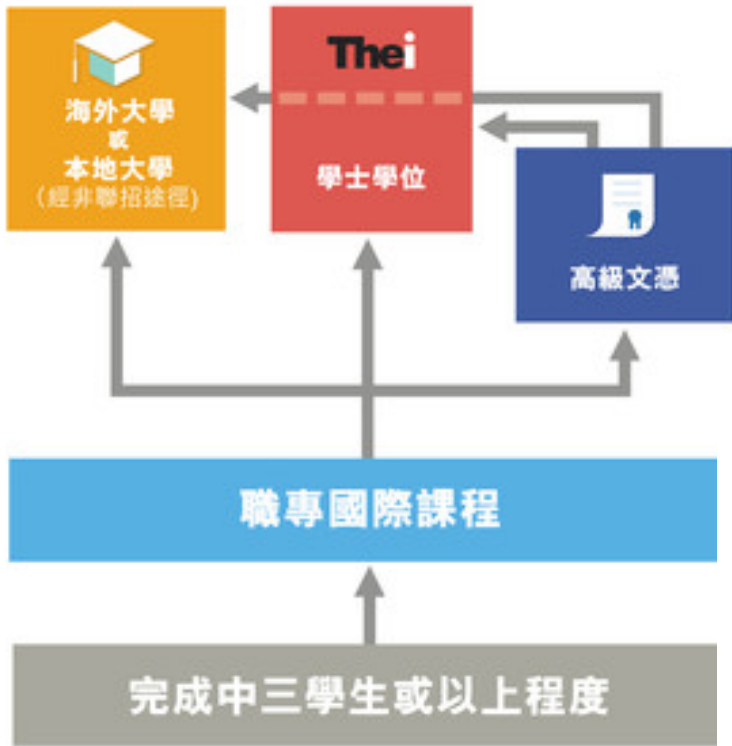 海外大學
或
本地大學
(經非聯招途徑)
Thei
學士學位
高級文憑
職專國際課程
完成中三學生或以上程度